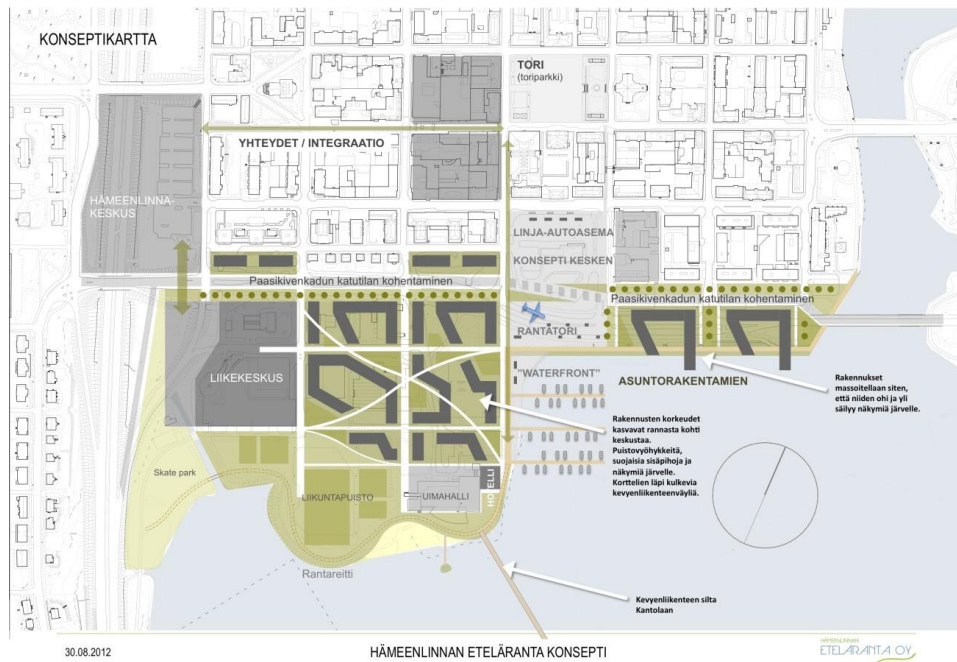 KONSEPTIKARTTA
TORI
(toriparkki)
YHTEYDET / INTEGRAATIO
HÄMEENLINNA-
KESKUS
LINJA-AUTOASEMA
KONSEPTI KESKEN
Paasikivenkadun katutilan kohentaminen
Paasikivenkadun katutilan kohentaminen
RANTATORI
LIIKEKESKUS
"WATERFRONT"
ASUNTORAKENTAMIEN
Rakennukset
massoitellaan siten,
että niiden ohi ja yli
säilyy näkymiä järvelle.
Rakennusten korkeudet
kasvavat rannasta kohti
keskustaa.
Puistovyöhykkeitä,
suojaisia sisäpihoja ja
näkymiä järvelle.
Korttelien läpi kulkevia
kevyenliikenteenväyliä.
Skate park
LIIKUNTAPUISTO
UIMAHALLI
HOTELLI
Rantareitti
Kevyenliikenteen silta
Kantolaan
30.08.2012
HÄMEENLINNAN ETELÄRANTA KONSEPTI
HÄMEENLINNAN
ETELÄRANTA OY